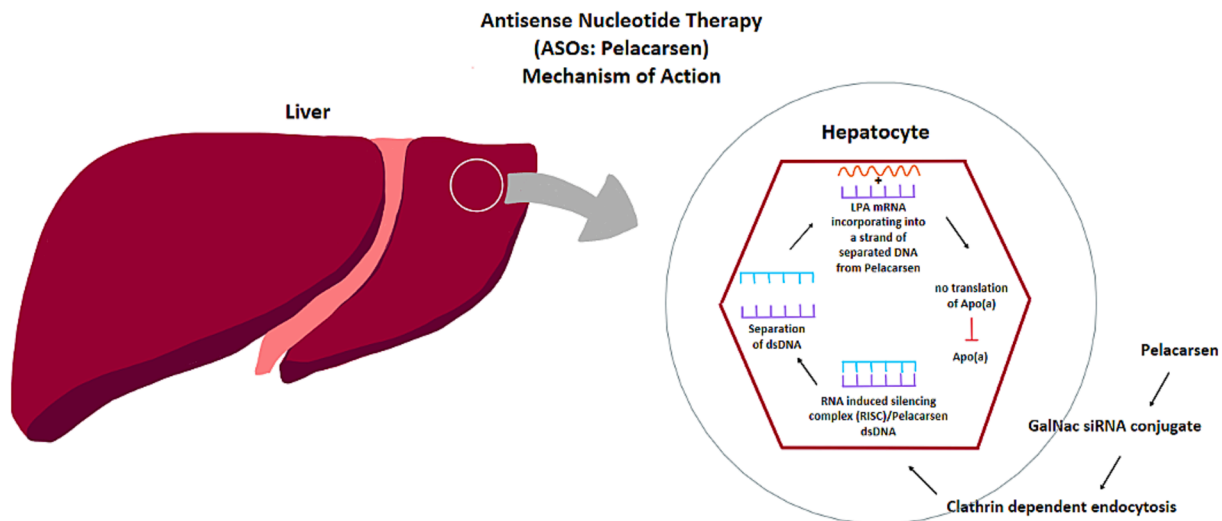 Antisense Nucleotide Therapy
(ASOs: Pelacarsen)
Mechanism of Action
Liver
Hepatocyte
+
LPA mRNA
incorporating into
a strand of
separated DNA
from Pelacarsen
no translation
of Apo(a)
Apo(a)
Separation
of dsDNA
RNA induced silencing
complex (RISC)/Pelacarsen
dsDNA
Pelacarsen
GalNac siRNA conjugate
Clathrin dependent endocytosis